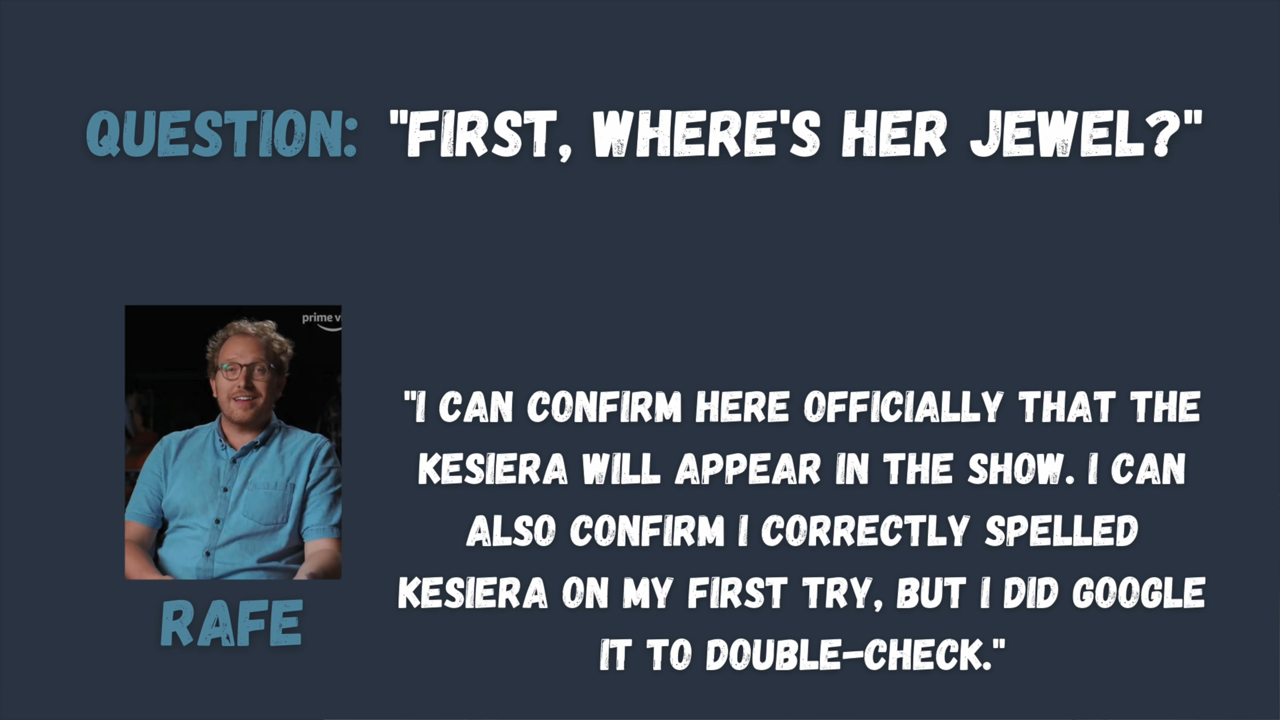 QUESTION: "FIRST, WHERE'S HER JEWEL?"
prime v
"I CAN CONFIRM HERE OFFICIALLY THAT THE
KESIERA WILL APPEAR IN THE SHOW. I CAN
ALSO CONFIRM I CORRECTLY SPELLED
KESIERA ON MY FIRST TRY, BUT I DID GOOGLE
IT TO DOUBLE-CHECK."
RAFE